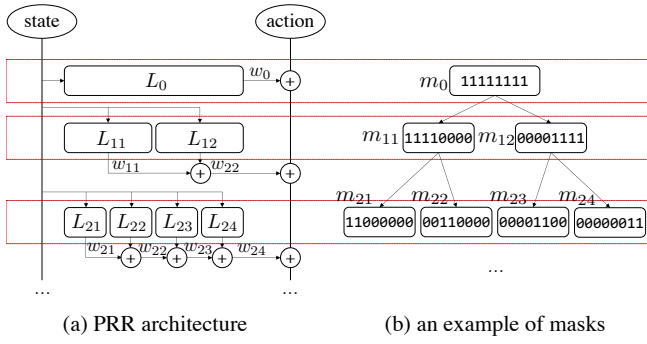 state action
L0 w0 +
m0 11111111
L11 L12
w11 + w22 +
m11 11110000 m12 00001111
m21 m22 m23 m24
L21 L22 L23 L24
11000000 00110000 00001100 00000011
w21 + w22 + w23 + w24 +
... ... ...
(a) PRR architecture (b) an example of masks